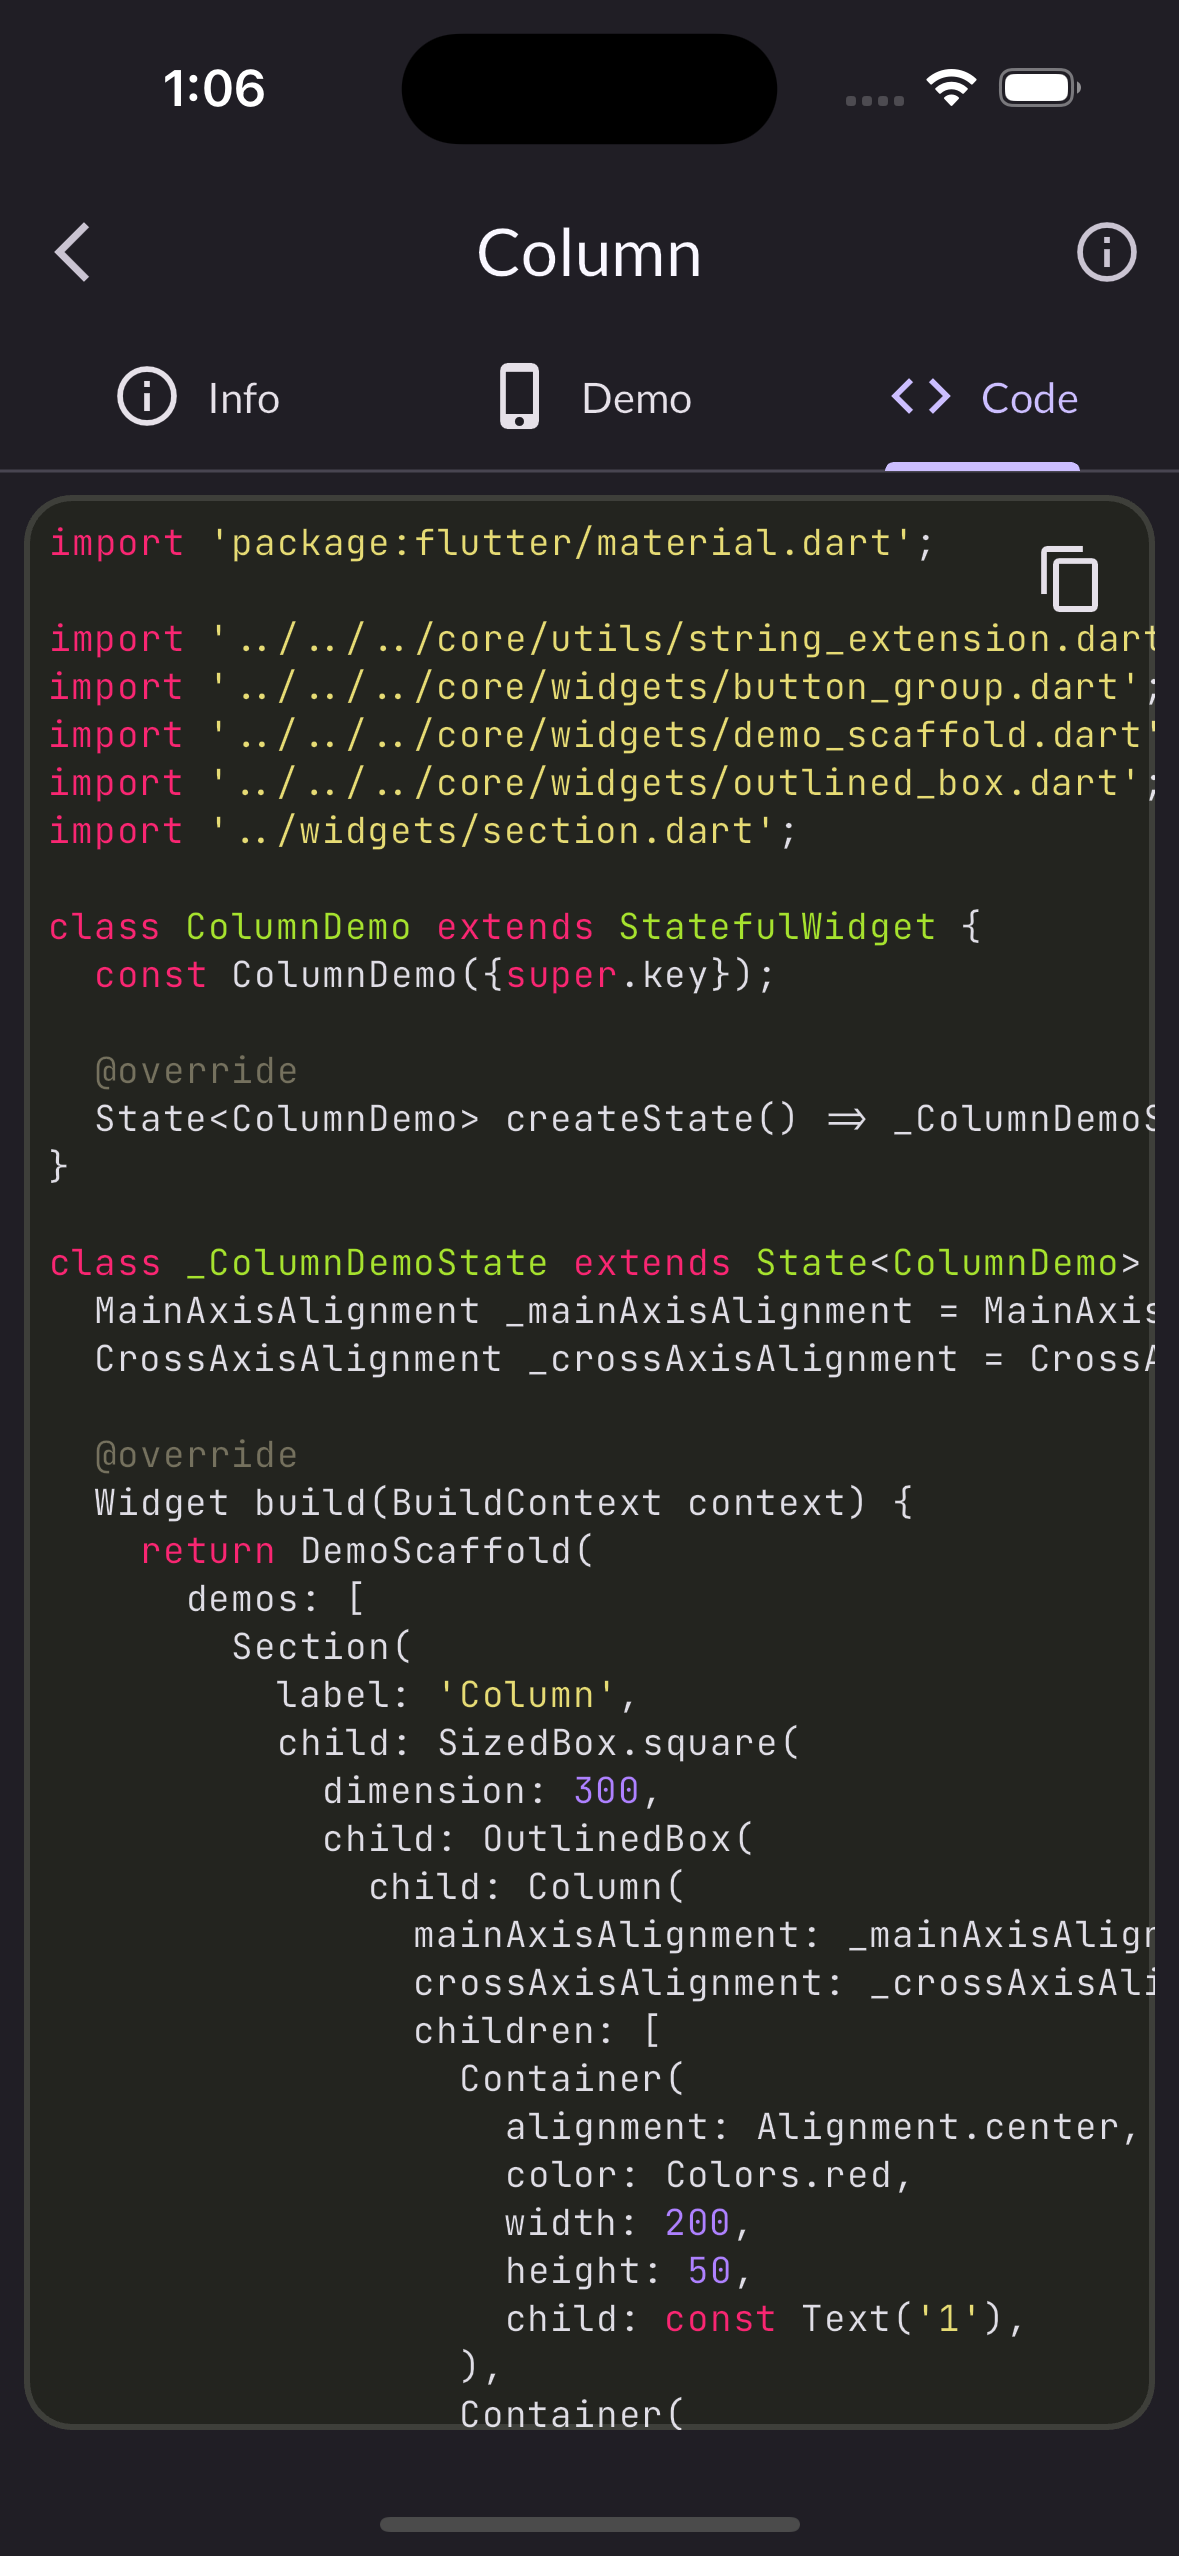 1:06
Column
Info
Demo
Code
import 'package:flutter/material.dart';

import '../../../core/utils/string_extension.dart
import '../../../core/widgets/button_group.dart';
import '../../../core/widgets/demo_scaffold.dart'
import '../../../core/widgets/outlined_box.dart';
import '../widgets/section.dart';

class ColumnDemo extends StatefulWidget {
  const ColumnDemo({super.key});

  @override
  State<ColumnDemo> createState() => _ColumnDemoS
}

class _ColumnDemoState extends State<ColumnDemo>
  MainAxisAlignment _mainAxisAlignment = MainAxis
  CrossAxisAlignment _crossAxisAlignment = CrossA

  @override
  Widget build(BuildContext context) {
    return DemoScaffold(
      demos: [
        Section(
          label: 'Column',
          child: SizedBox.square(
            dimension: 300,
            child: OutlinedBox(
              child: Column(
                mainAxisAlignment: _mainAxisAlign
                crossAxisAlignment: _crossAxisAli
                children: [
                  Container(
                    alignment: Alignment.center,
                    color: Colors.red,
                    width: 200,
                    height: 50,
                    child: const Text('1'),
                  ),
                  Container(